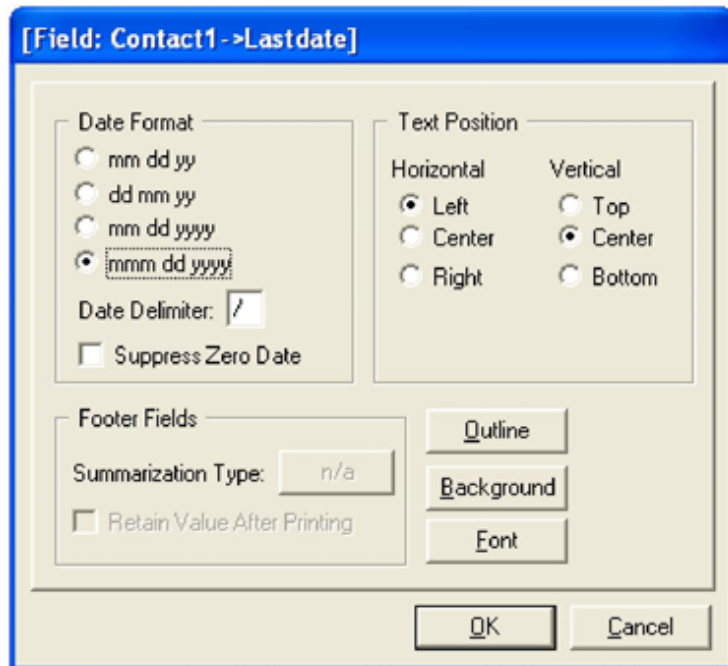 [Field: Contact1->Lastdate]
Date Format
mm dd yy
dd mm yy
mm dd yyyy
mmm dd yyyy
Date Delimiter: /
Suppress Zero Date
Text Position
Horizontal Vertical
Left Top
Center Center
Right Bottom
Footer Fields
Summarization Type: n/a
Retain Value After Printing
Outline
Background
Font
OK Cancel